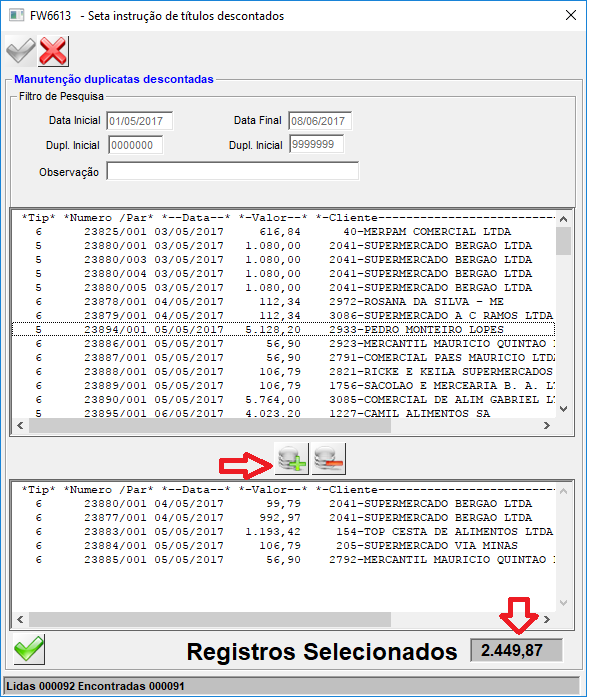 FW6613 - Seta instrução de títulos descontados
Manutenção duplicatas descontadas
Filtro de Pesquisa
Data Inicial 01/05/2017 Data Final 08/06/2017
Dupl. Inicial 0000000 Dupl. Inicial 9999999
Observação
*Tip* *Numero /Par* *--Data--* *-Valor--* *-Cliente------------------------
6 23825/001 03/05/2017 616,84 40-MERPAM COMERCIAL LTDA
5 23880/001 03/05/2017 1.080,00 2041-SUPERMERCADO BERGAO LTDA
5 23880/003 03/05/2017 1.080,00 2041-SUPERMERCADO BERGAO LTDA
5 23880/004 03/05/2017 1.080,00 2041-SUPERMERCADO BERGAO LTDA
5 23880/005 03/05/2017 1.080,00 2041-SUPERMERCADO BERGAO LTDA
6 23878/001 04/05/2017 112,34 2972-ROSANA DA SILVA - ME
6 23879/001 04/05/2017 112,34 3086-SUPERMERCADO A C RAMOS LTDA
5 23894/001 05/05/2017 5.128,20 2933-PEDRO MONTEIRO LOPES
6 23886/001 05/05/2017 56,90 2923-MERCANTIL MAURICIO QUINTAO
6 23887/001 05/05/2017 56,90 2791-COMERCIAL PAES MAURICIO LTDA
6 23888/001 05/05/2017 106,79 2821-RICKE E KEILA SUPERMERCADOS
6 23889/001 05/05/2017 106,79 1756-SACOLAO E MERCEARIA B. A. L
6 23890/001 05/05/2017 5.764,00 3085-COMERCIAL DE ALIM GABRIEL L
5 23895/001 06/05/2017 4.023,20 1227-CAMIL ALIMENTOS SA
*Tip* *Numero /Par* *--Data--* *-Valor--* *-Cliente------------------------
6 23880/001 04/05/2017 99,79 2041-SUPERMERCADO BERGAO LTDA
6 23877/001 04/05/2017 992,97 2041-SUPERMERCADO BERGAO LTDA
6 23883/001 05/05/2017 1.193,42 154-TOP CESTA DE ALIMENTOS LTDA
6 23884/001 05/05/2017 106,79 205-SUPERMERCADO VIA MINAS
6 23885/001 05/05/2017 56,90 2792-MERCANTIL MAURICIO QUINTAO
Registros Selecionados 2.449,87
Lidas 000092 Encontradas 000091